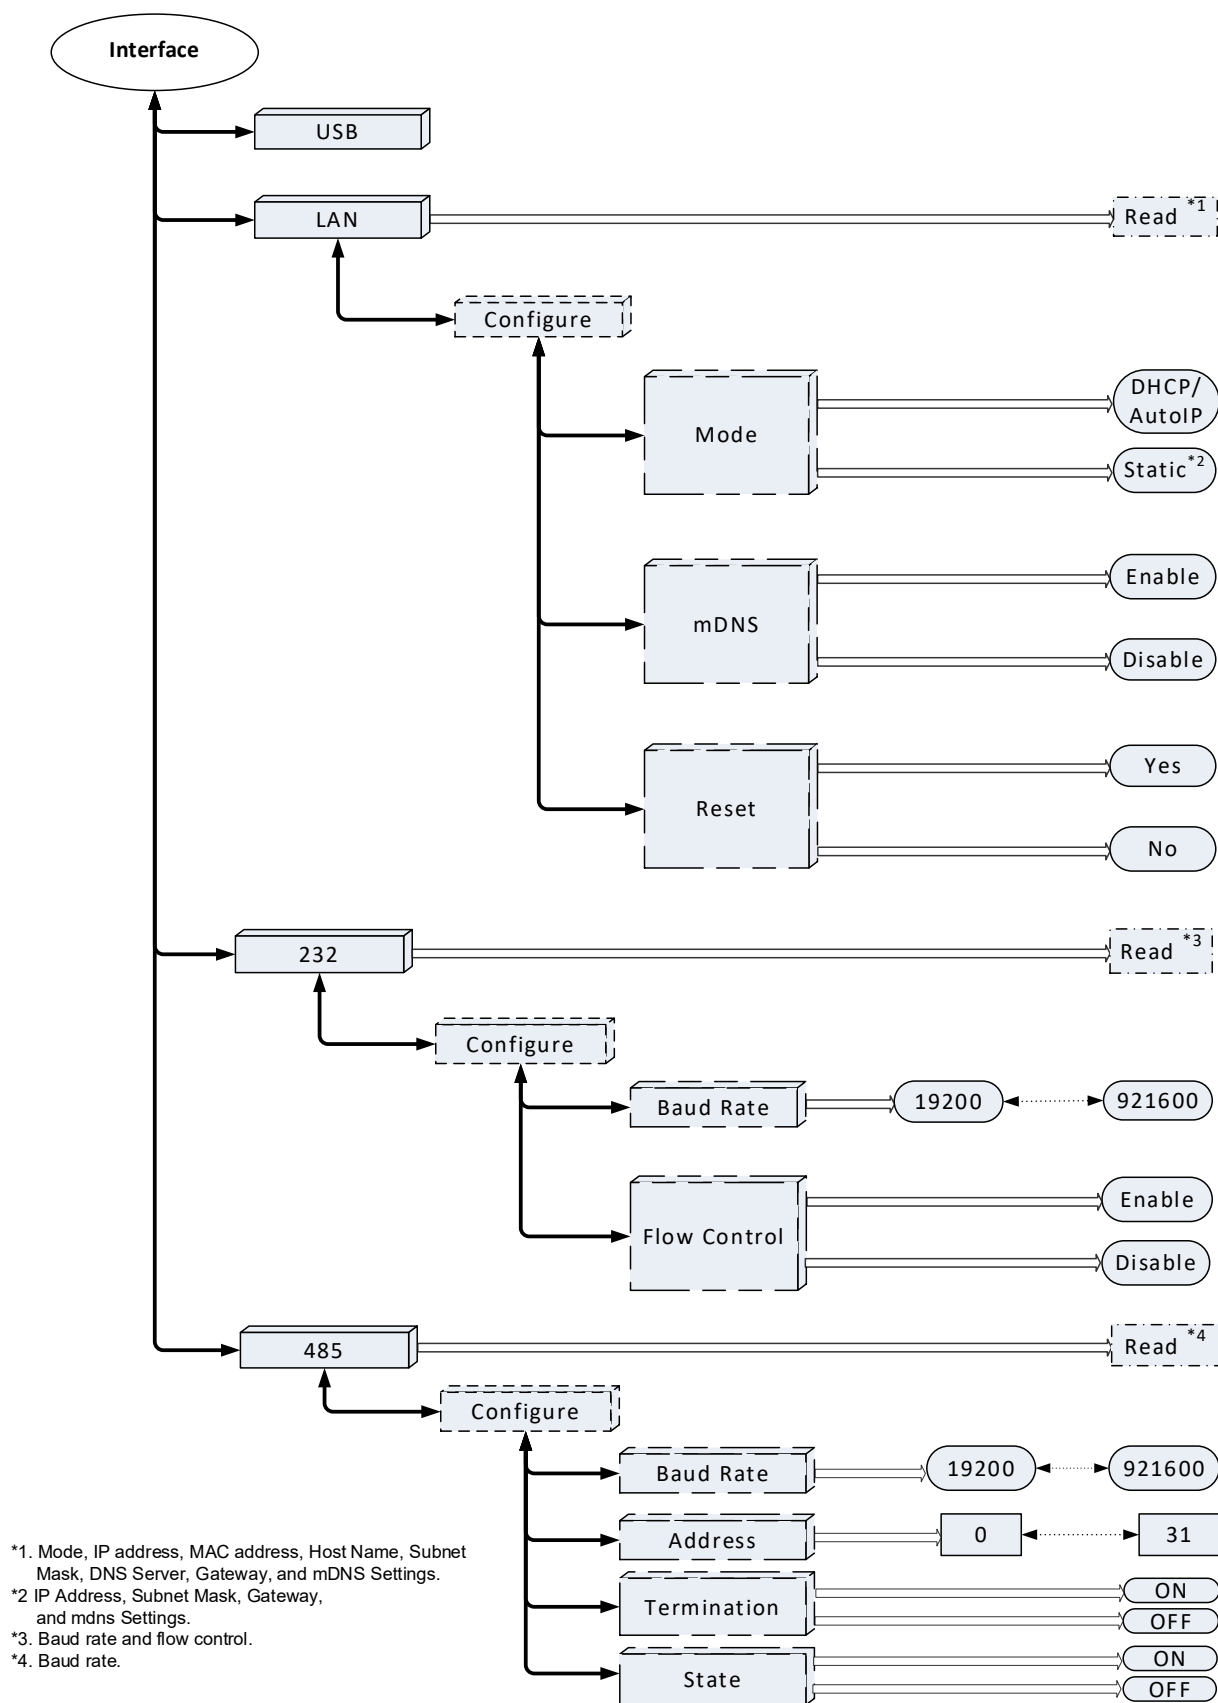 Interface
USB
LAN
Read *1
Configure
DHCP/
AutoIP
Mode
Static*2
Enable
mDNS
Disable
Yes
Reset
No
232
Read *3
Configure
Baud Rate
19200
921600
Enable
Flow Control
Disable
485
Read *4
Configure
Baud Rate
19200
921600
Address
0
31
Termination
ON
OFF
State
ON
OFF
*1. Mode, IP address, MAC address, Host Name, Subnet
Mask, DNS Server, Gateway, and mDNS Settings.
*2 IP Address, Subnet Mask, Gateway,
and mdns Settings.
*3. Baud rate and flow control.
*4. Baud rate.